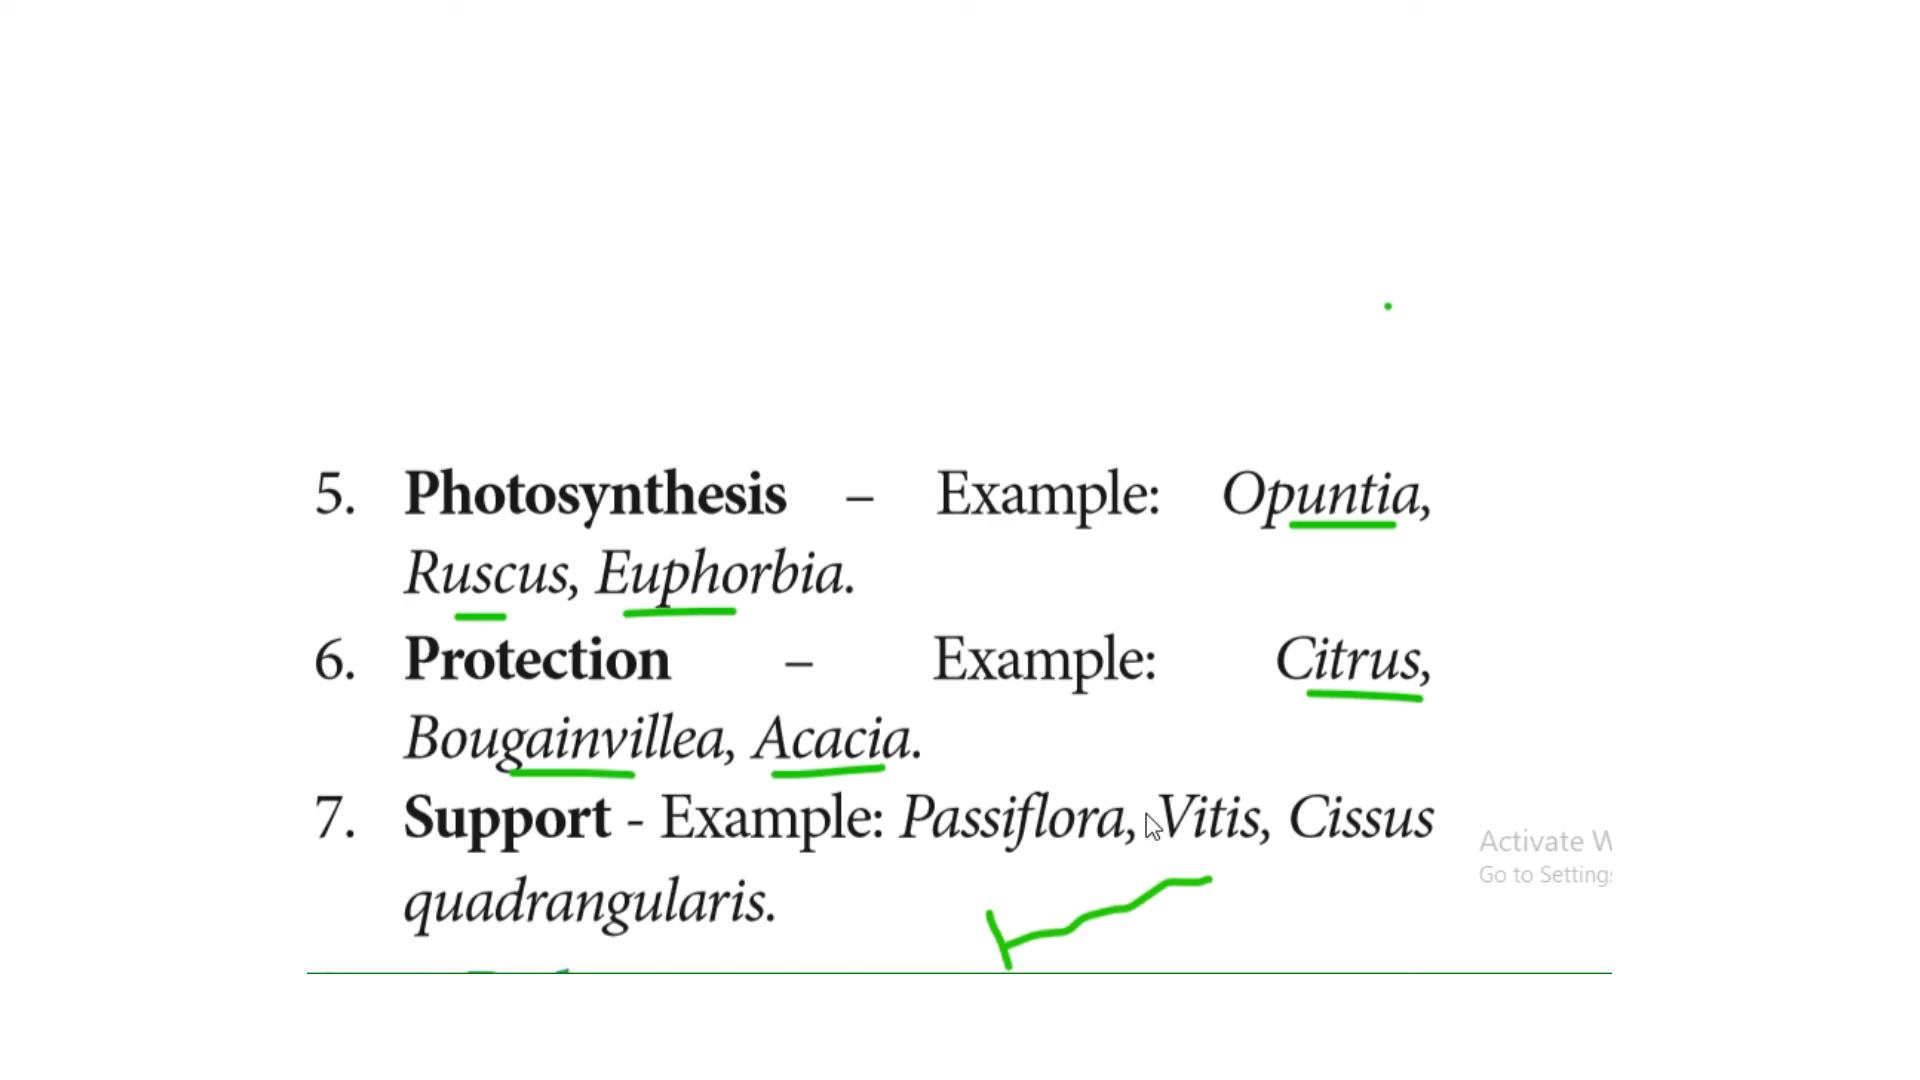 5. Photosynthesis – Example: Opuntia,
Ruscus, Euphorbia.
6. Protection – Example: Citrus,
Bougainvillea, Acacia.
7. Support - Example: Passiflora, Vitis, Cissus
quadrangularis.
Activate W
Go to Settings